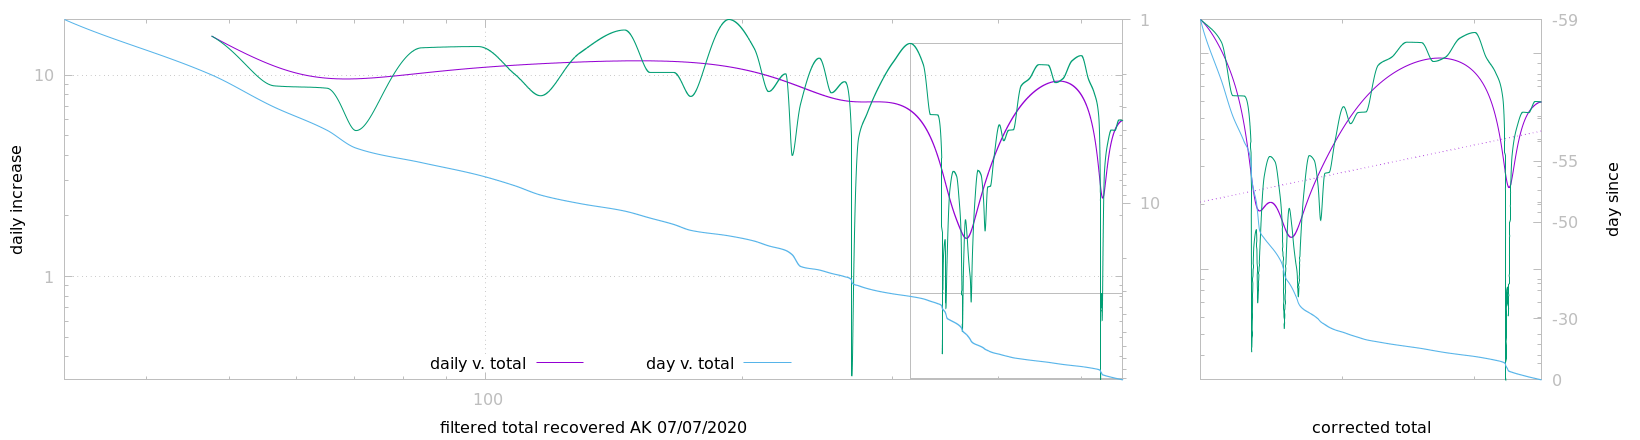 daily increase
10
1
daily v. total
day v. total
100
filtered total recovered AK 07/07/2020
1
10
corrected total
-59
-55
-50
-30
0
day since